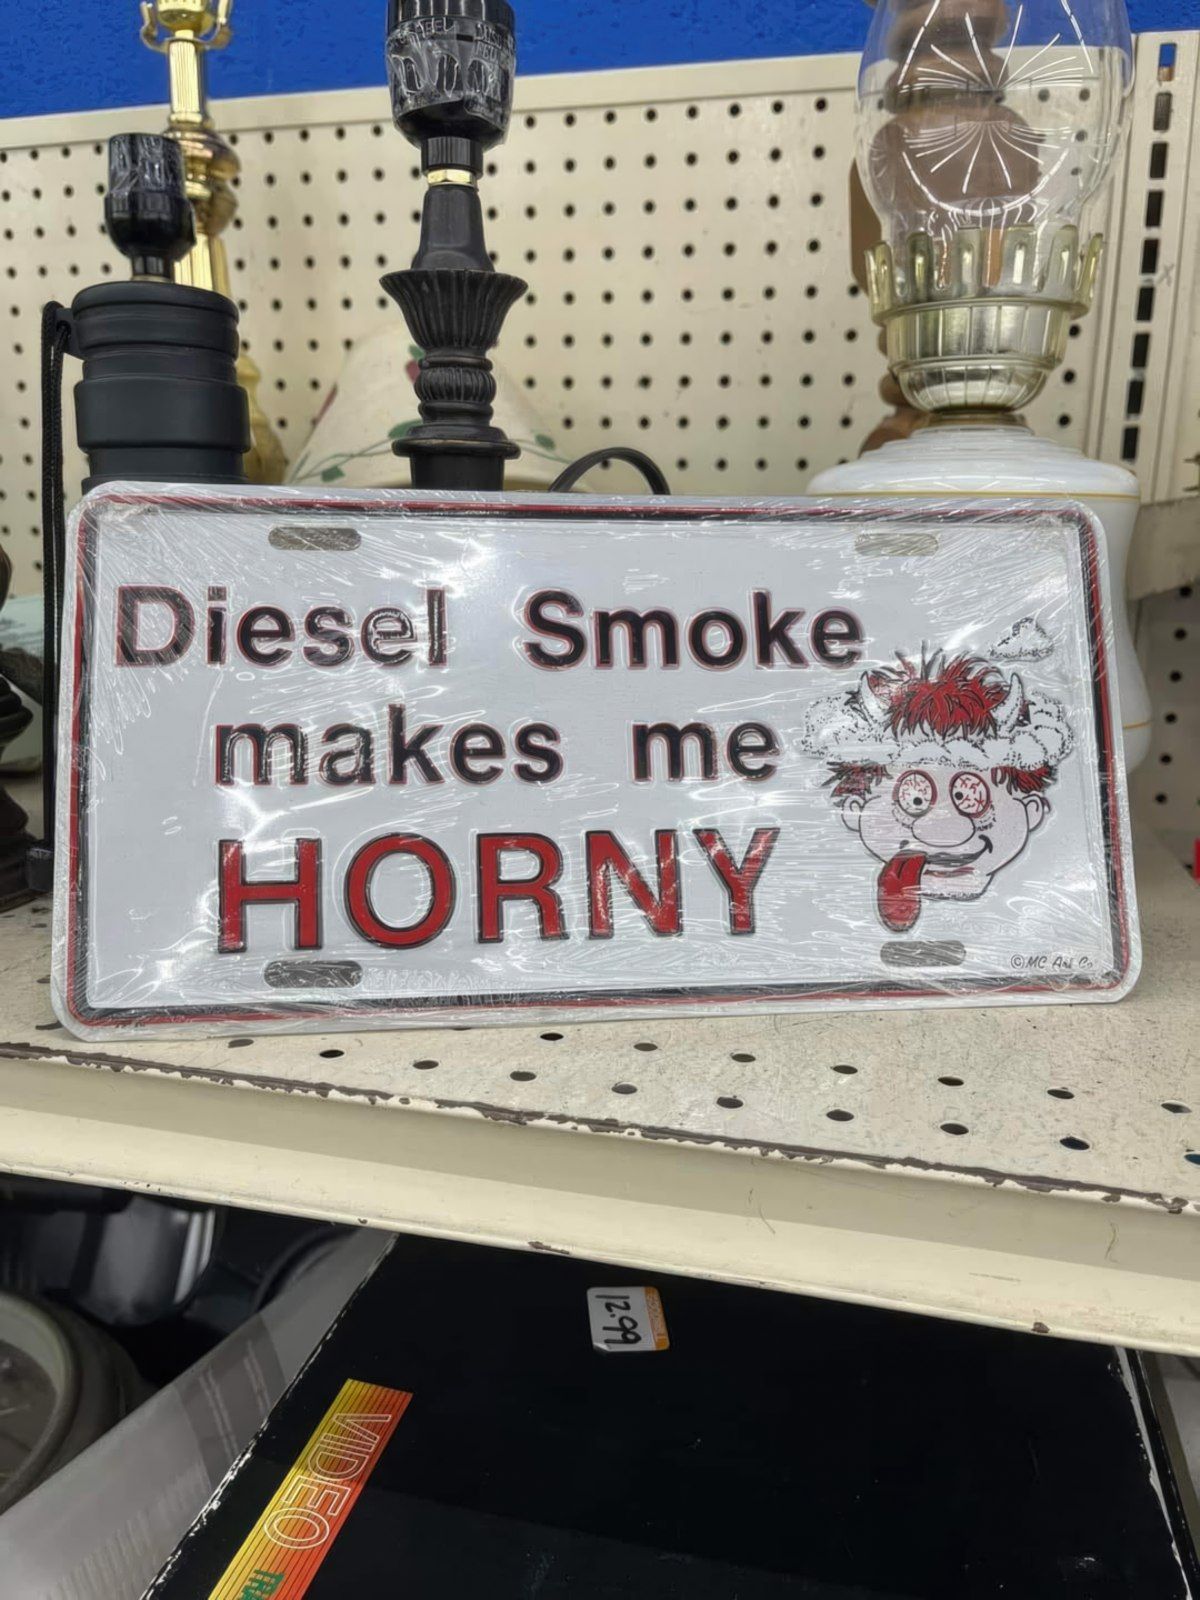 Diesel Smoke
makes me
HORNY
©MC Art Co
12.99
VIDEO